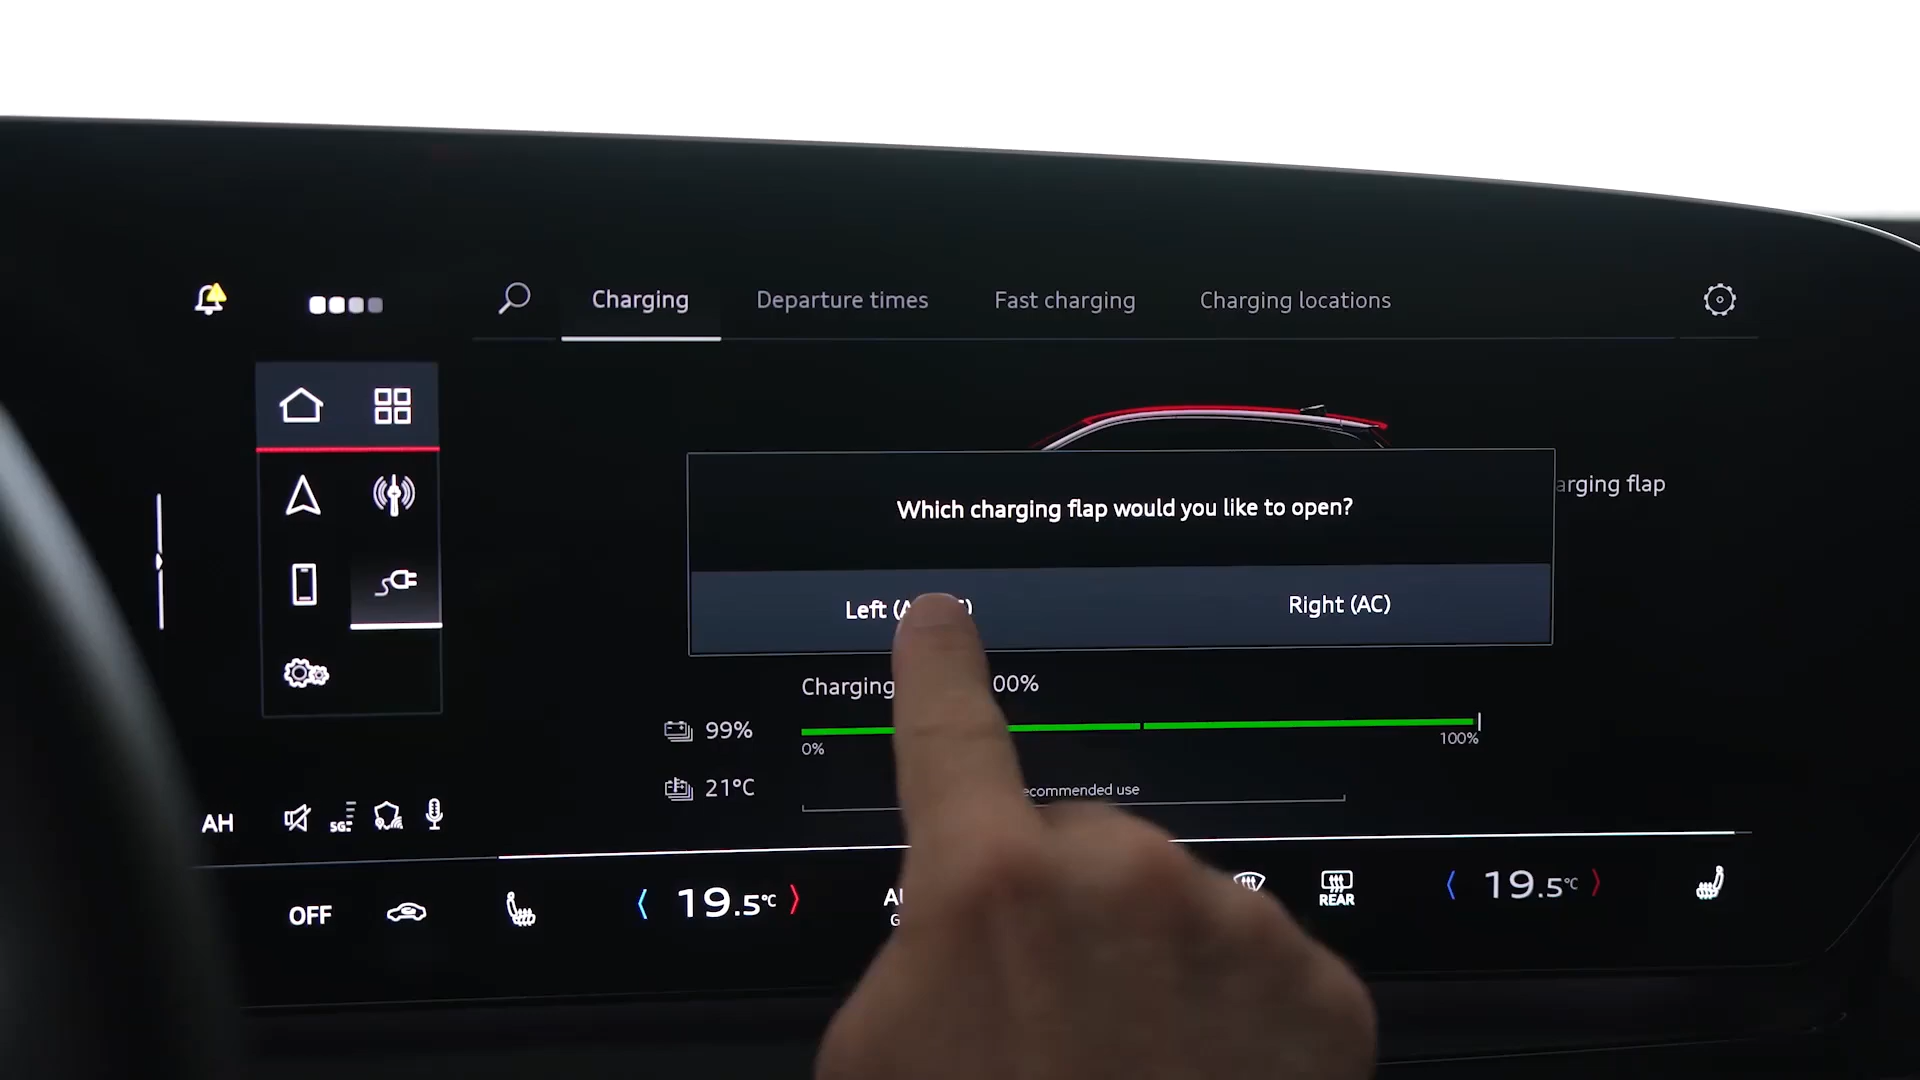 Charging
Departure times
Fast charging
Charging locations
Which charging flap would you like to open?
arging flap
Left
Right (AC)
Charging 00%
99%
0%
100%
21°C
ecommended use
AH
5G
OFF
19.5°C
REAR
19.5°C